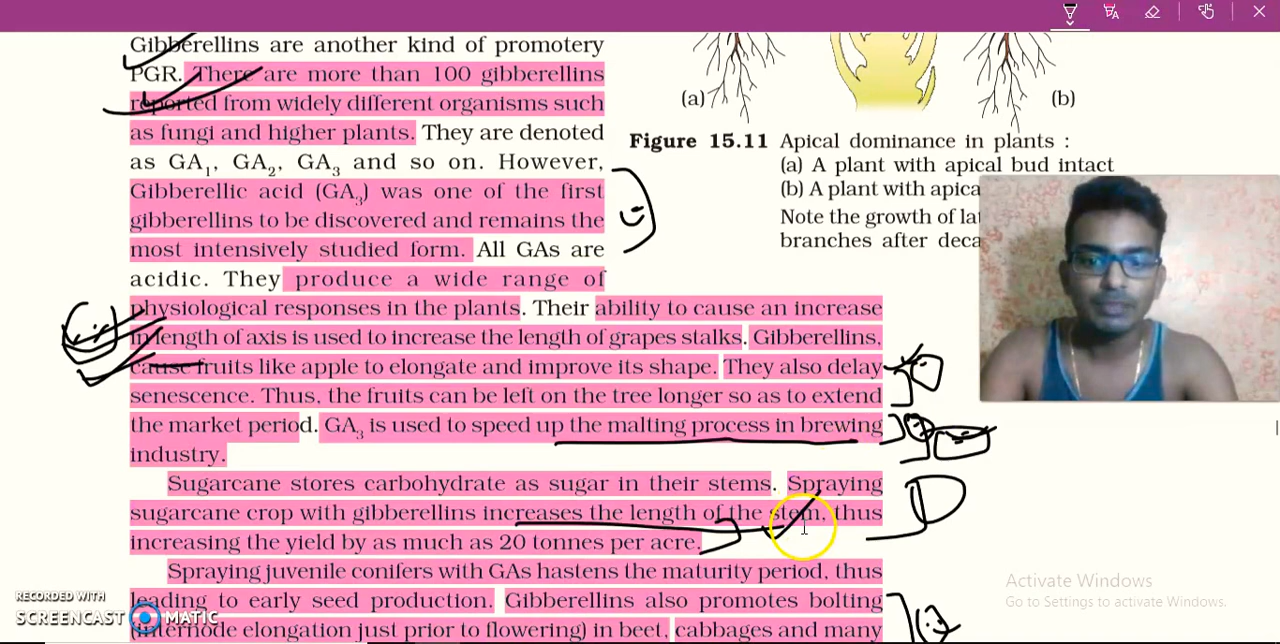 Gibberellins are another kind of promotery
PGR. There are more than 100 gibberellins
reported from widely different organisms such
as fungi and higher plants. They are denoted
as GA1, GA2, GA3 and so on. However,
Gibberellic acid (GA3) was one of the first
gibberellins to be discovered and remains the
most intensively studied form. All GAs are
acidic. They produce a wide range of
physiological responses in the plants. Their ability to cause an increase
in length of axis is used to increase the length of grapes stalks. Gibberellins,
cause fruits like apple to elongate and improve its shape. They also delay
senescence. Thus, the fruits can be left on the tree longer so as to extend
the market period. GA3 is used to speed up the malting process in brewing
industry.
Sugarcane stores carbohydrate as sugar in their stems. Spraying
sugarcane crop with gibberellins increases the length of the stem, thus
increasing the yield by as much as 20 tonnes per acre.
Spraying juvenile conifers with GAs hastens the maturity period, thus
leading to early seed production. Gibberellins also promotes bolting
(internode elongation just prior to flowering) in beet, cabbages and many
(a)
(b)
Figure 15.11 Apical dominance in plants :
(a) A plant with apical bud intact
(b) A plant with apica
Note the growth of la
branches after deca
Activate Windows
Go to Settings to activate Windows.
RECORDED WITH
SCREENCAST MATIC